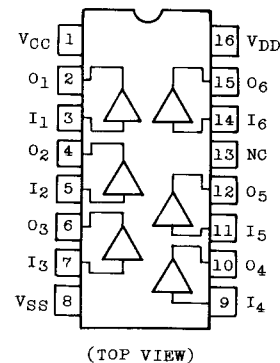 VCC 1 16 VDD
O1 2 15 O6
I1 3 14 I6
O2 4 13 NC
I2 5 12 O5
O3 6 11 I5
I3 7 10 O4
VSS 8 9 I4
(TOP VIEW)